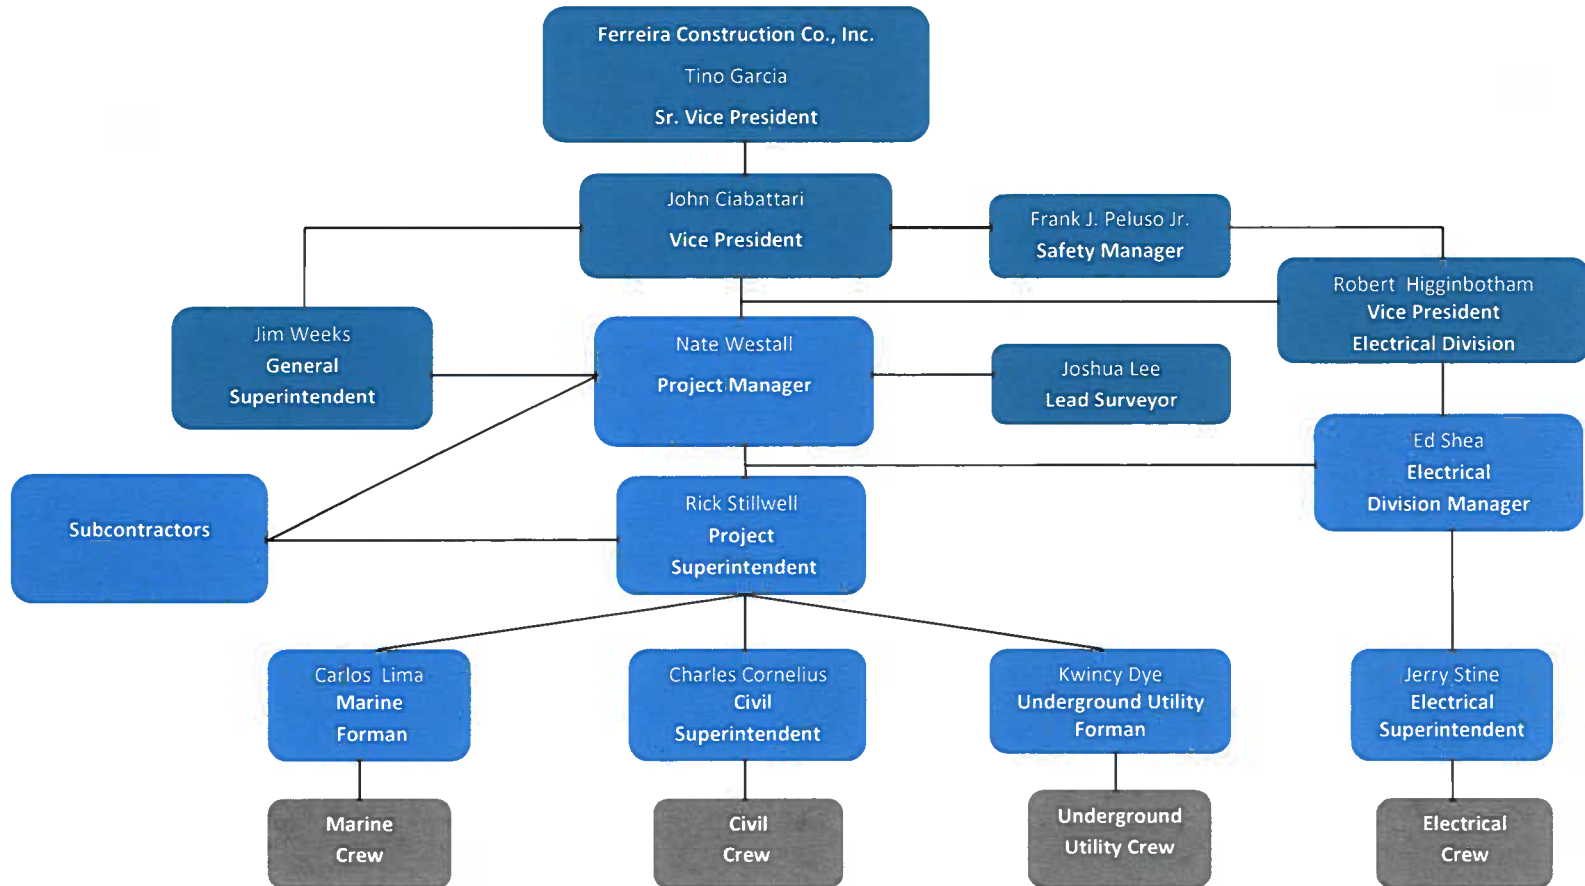 Ferreira Construction Co., Inc.
Tino Garcia
Sr. Vice President
John Ciabattari
Vice President
Frank J. Peluso Jr.
Safety Manager
Robert Higginbotham
Vice President
Electrical Division
Jim Weeks
General
Superintendent
Nate Westall
Project Manager
Joshua Lee
Lead Surveyor
Ed Shea
Electrical
Division Manager
Subcontractors
Rick Stillwell
Project
Superintendent
Carlos Lima
Marine
Forman
Charles Cornelius
Civil
Superintendent
Kwincy Dye
Underground Utility
Forman
Jerry Stine
Electrical
Superintendent
Marine
Crew
Civil
Crew
Underground
Utility Crew
Electrical
Crew